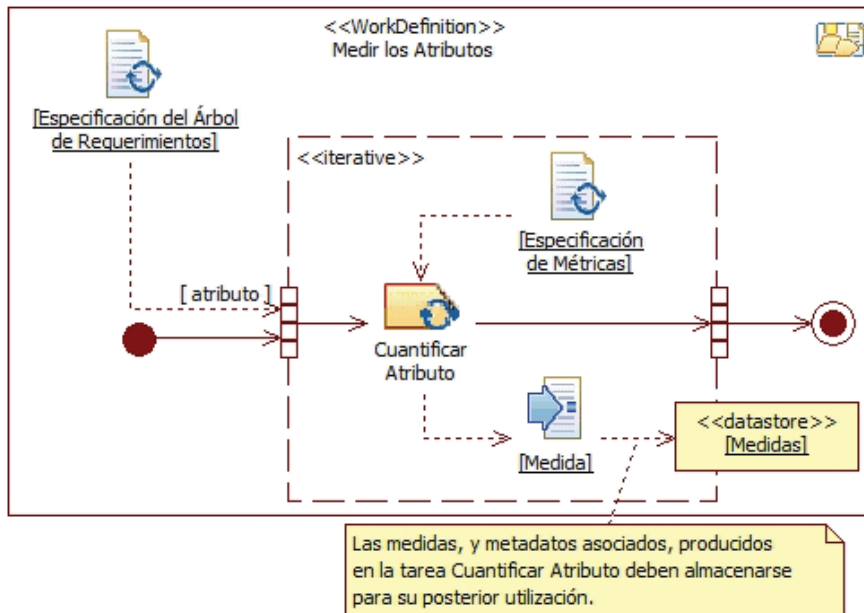 <<WorkDefinition>>
Medir los Atributos
[Especificación del Árbol
de Requerimientos]
<<iterative>>
[Especificación
de Métricas]
[ atributo ]
Cuantificar
Atributo
<<datastore>>
[Medidas]
[Medida]
Las medidas, y metadatos asociados, producidos
en la tarea Cuantificar Atributo deben almacenarse
para su posterior utilización.